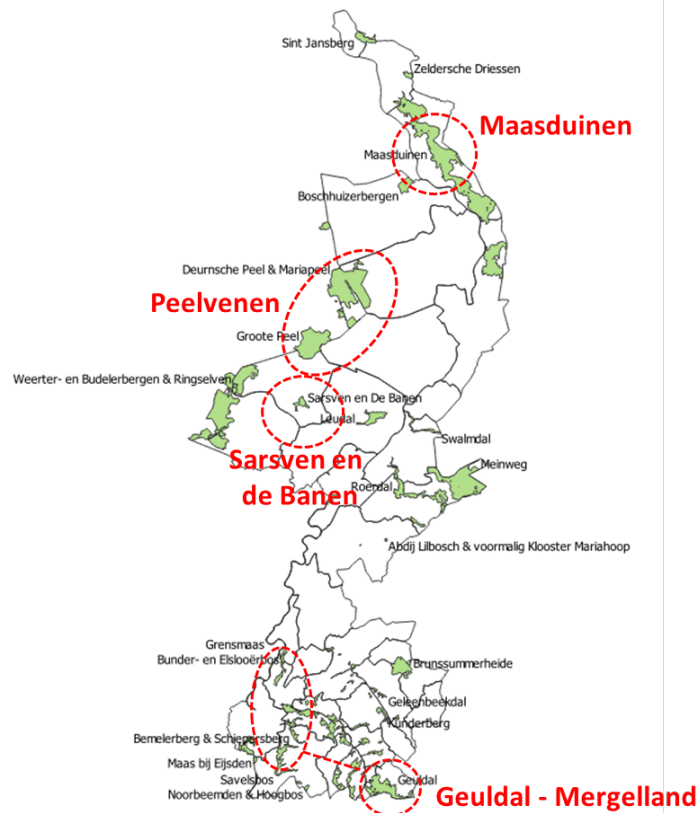 Sint Jansberg
Zeldersche Driessen
Maasduinen
Maasduinen
Boschhuizerbergen
Deurnsche Peel & Mariapeel
Peelvenen
Groote Peel
Weerter- en Budelerbergen & Ringselven
Sarsven en De Banen
Leudal
Swalmdal
Sarsven en
de Banen
Meinweg
Roerdal
Abdij Lilbosch & voormalig Klooster Mariahoop
Grensmaas
Bunder- en Elslooërbos
Brunssummerheide
Geleenbeekdal
Kunderberg
Bemelerberg & Schiepersberg
Maas bij Eijsden
Savelsbos
Geuldal
Noorbeemden & Hoogbos
Geuldal - Mergelland